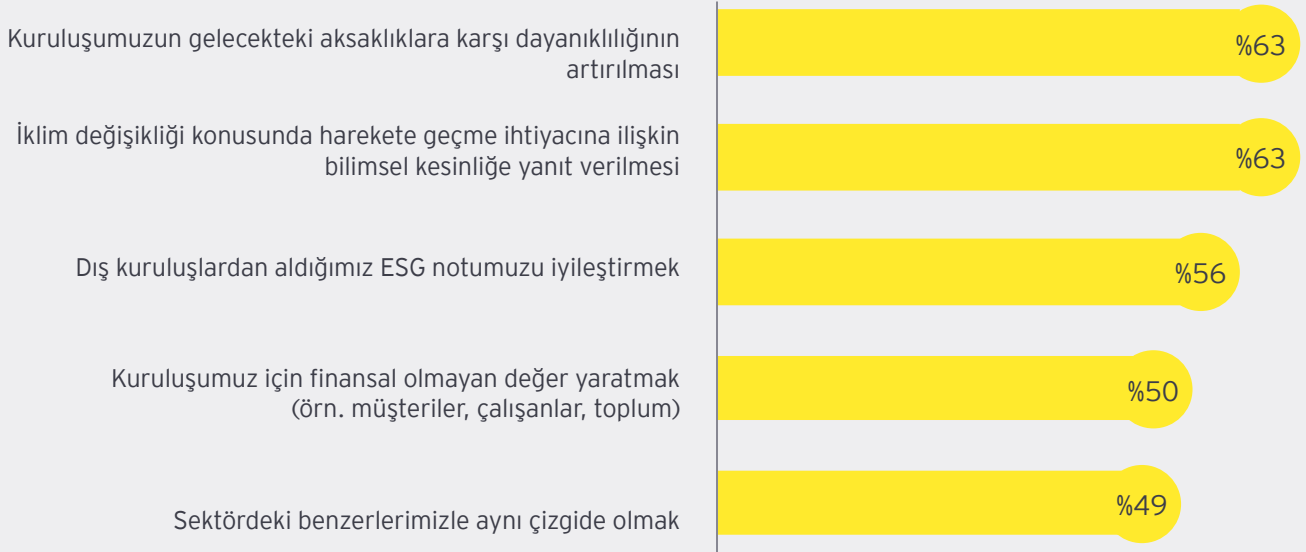 Kuruluşumuzun gelecekteki aksaklıklara karşı dayanıklılığının
artırılması
%63
İklim değişikliği konusunda harekete geçme ihtiyacına ilişkin
bilimsel kesinliğe yanıt verilmesi
%63
Dış kuruluşlardan aldığımız ESG notumuzu iyileştirmek
%56
Kuruluşumuz için finansal olmayan değer yaratmak
(örn. müşteriler, çalışanlar, toplum)
%50
Sektördeki benzerlerimizle aynı çizgide olmak
%49